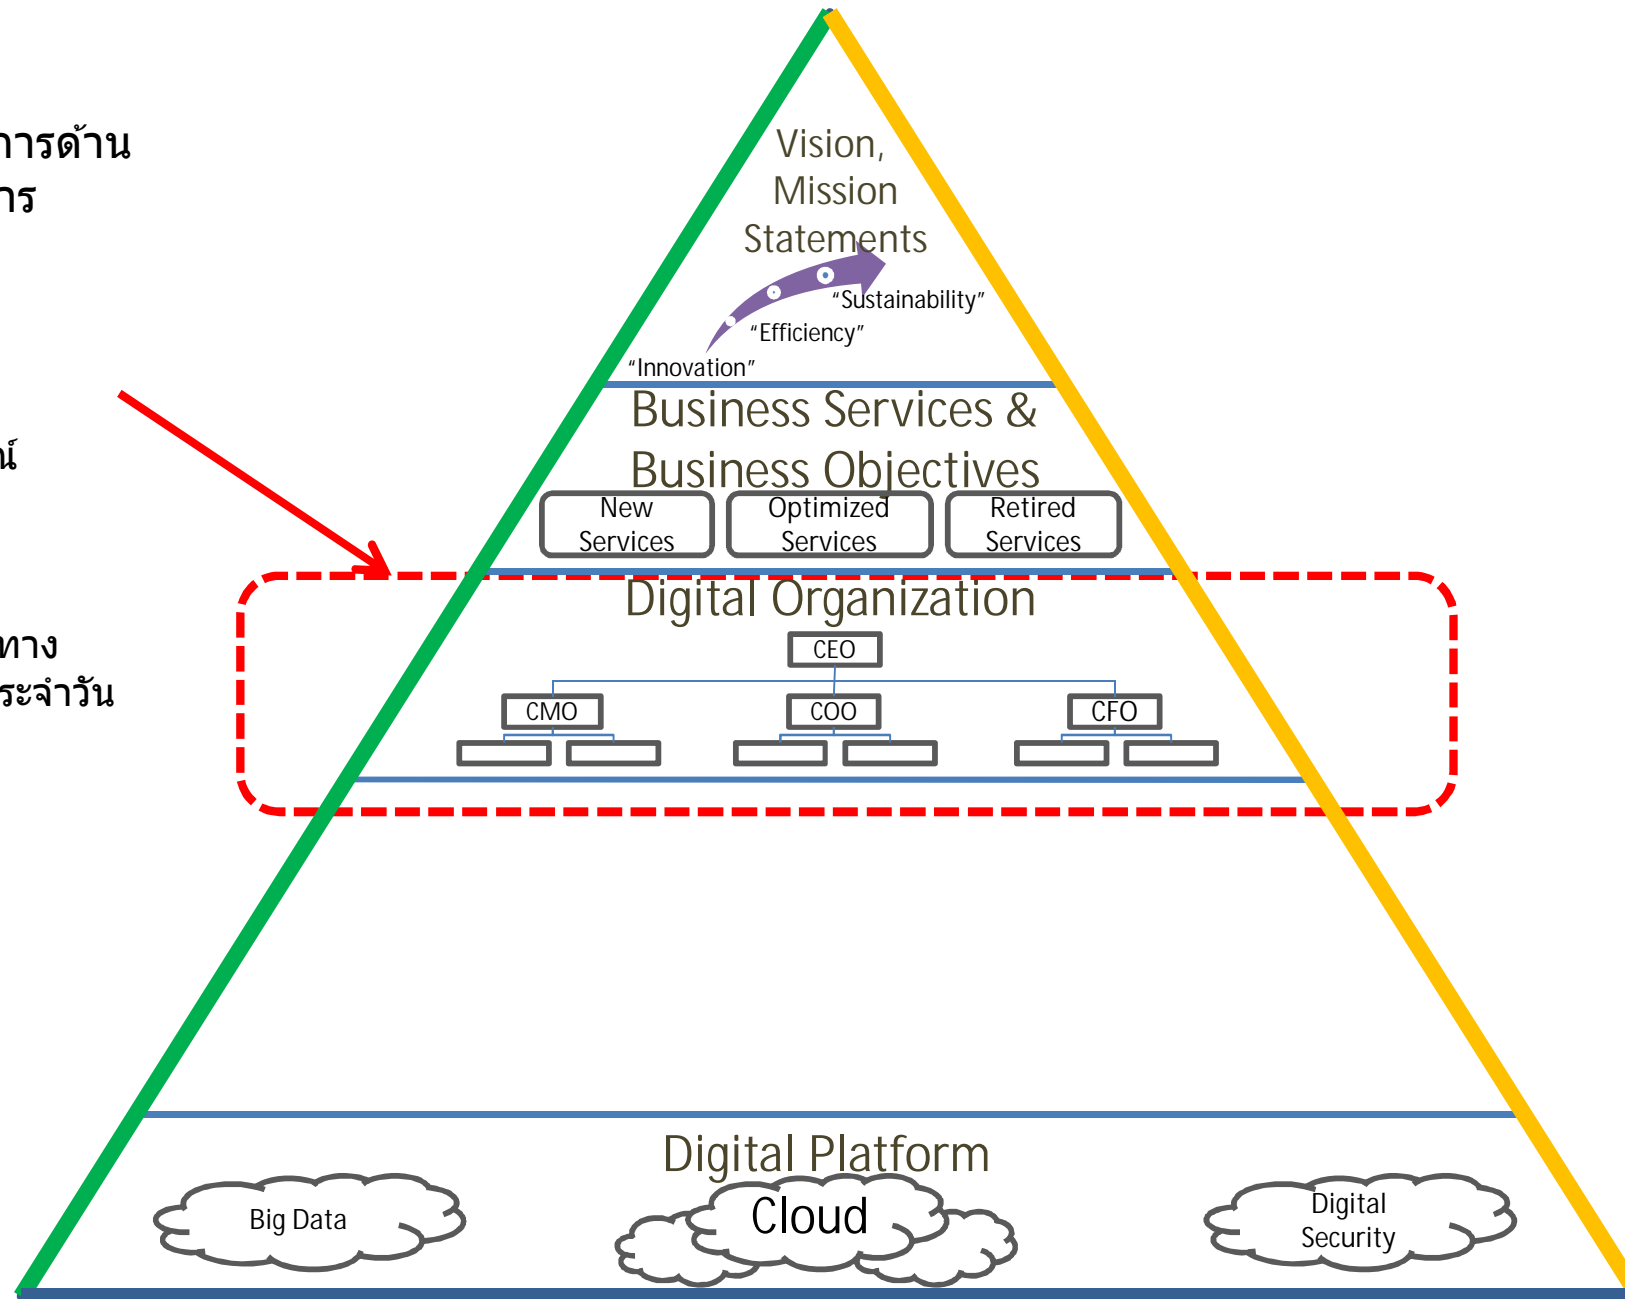 การด้าน
การ
ณ์
ทาง
ระจำวัน
Vision,
Mission
Statements
“Sustainability”
“Efficiency”
“Innovation”
Business Services &
Business Objectives
New
Services
Optimized
Services
Retired
Services
Digital Organization
CEO
CMO
COO
CFO
Digital Platform
Big Data
Cloud
Digital
Security